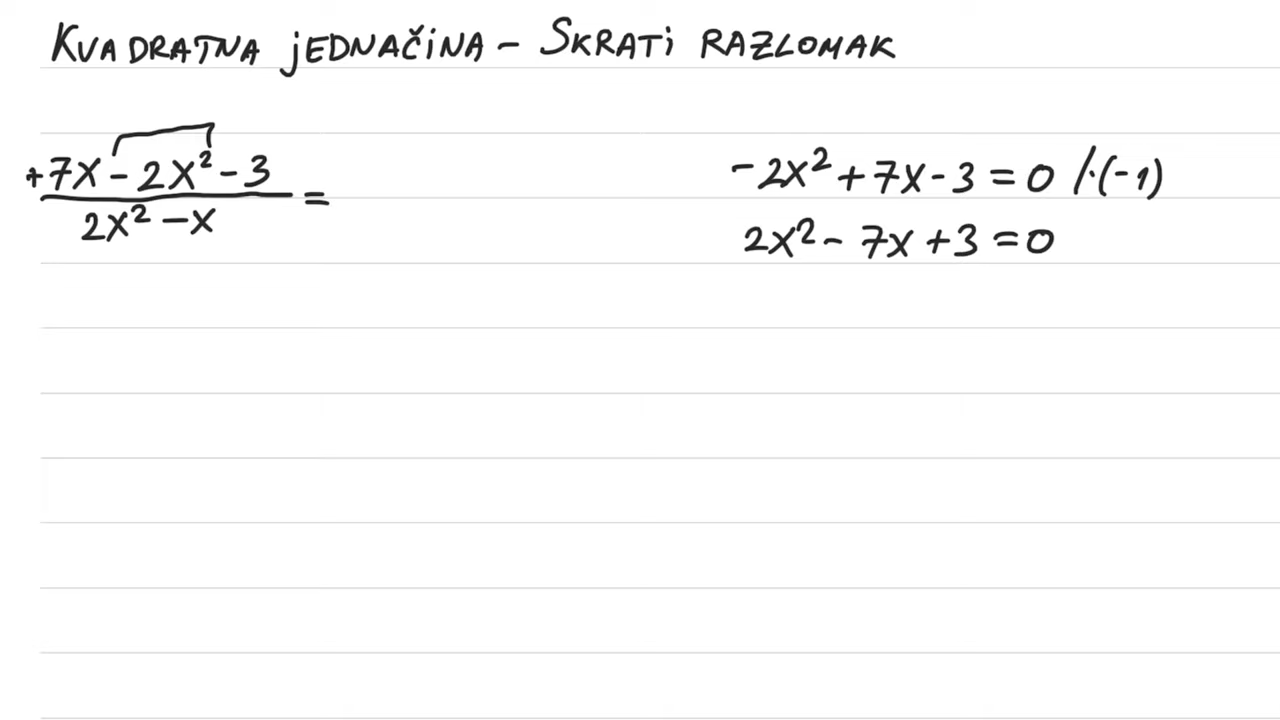 KVADRATNA jEDNAČiNA - SKRATi RAZLOMAK
+7x - 2x² - 3
2x² - x
=
-2x² + 7x - 3 = 0 /·(-1)
2x² - 7x + 3 = 0